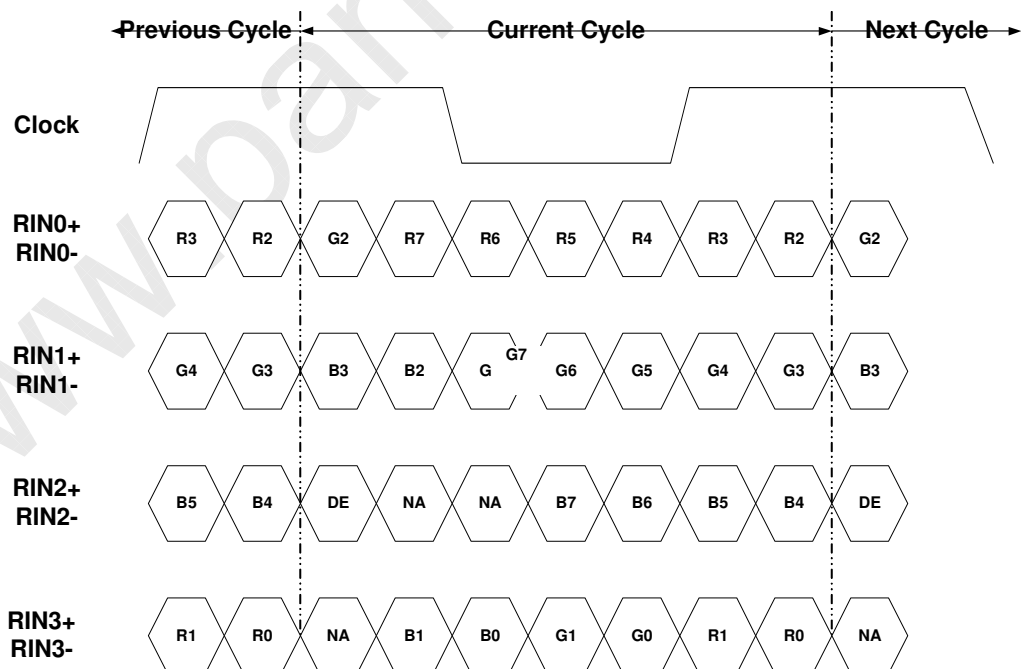 Previous Cycle Current Cycle Next Cycle
Clock
RIN0+
RIN0-
R3 R2 G2 R7 R6 R5 R4 R3 R2 G2
RIN1+
RIN1-
G4 G3 B3 B2 G G7 G6 G5 G4 G3 B3
RIN2+
RIN2-
B5 B4 DE NA NA B7 B6 B5 B4 DE
RIN3+
RIN3-
R1 R0 NA B1 B0 G1 G0 R1 R0 NA